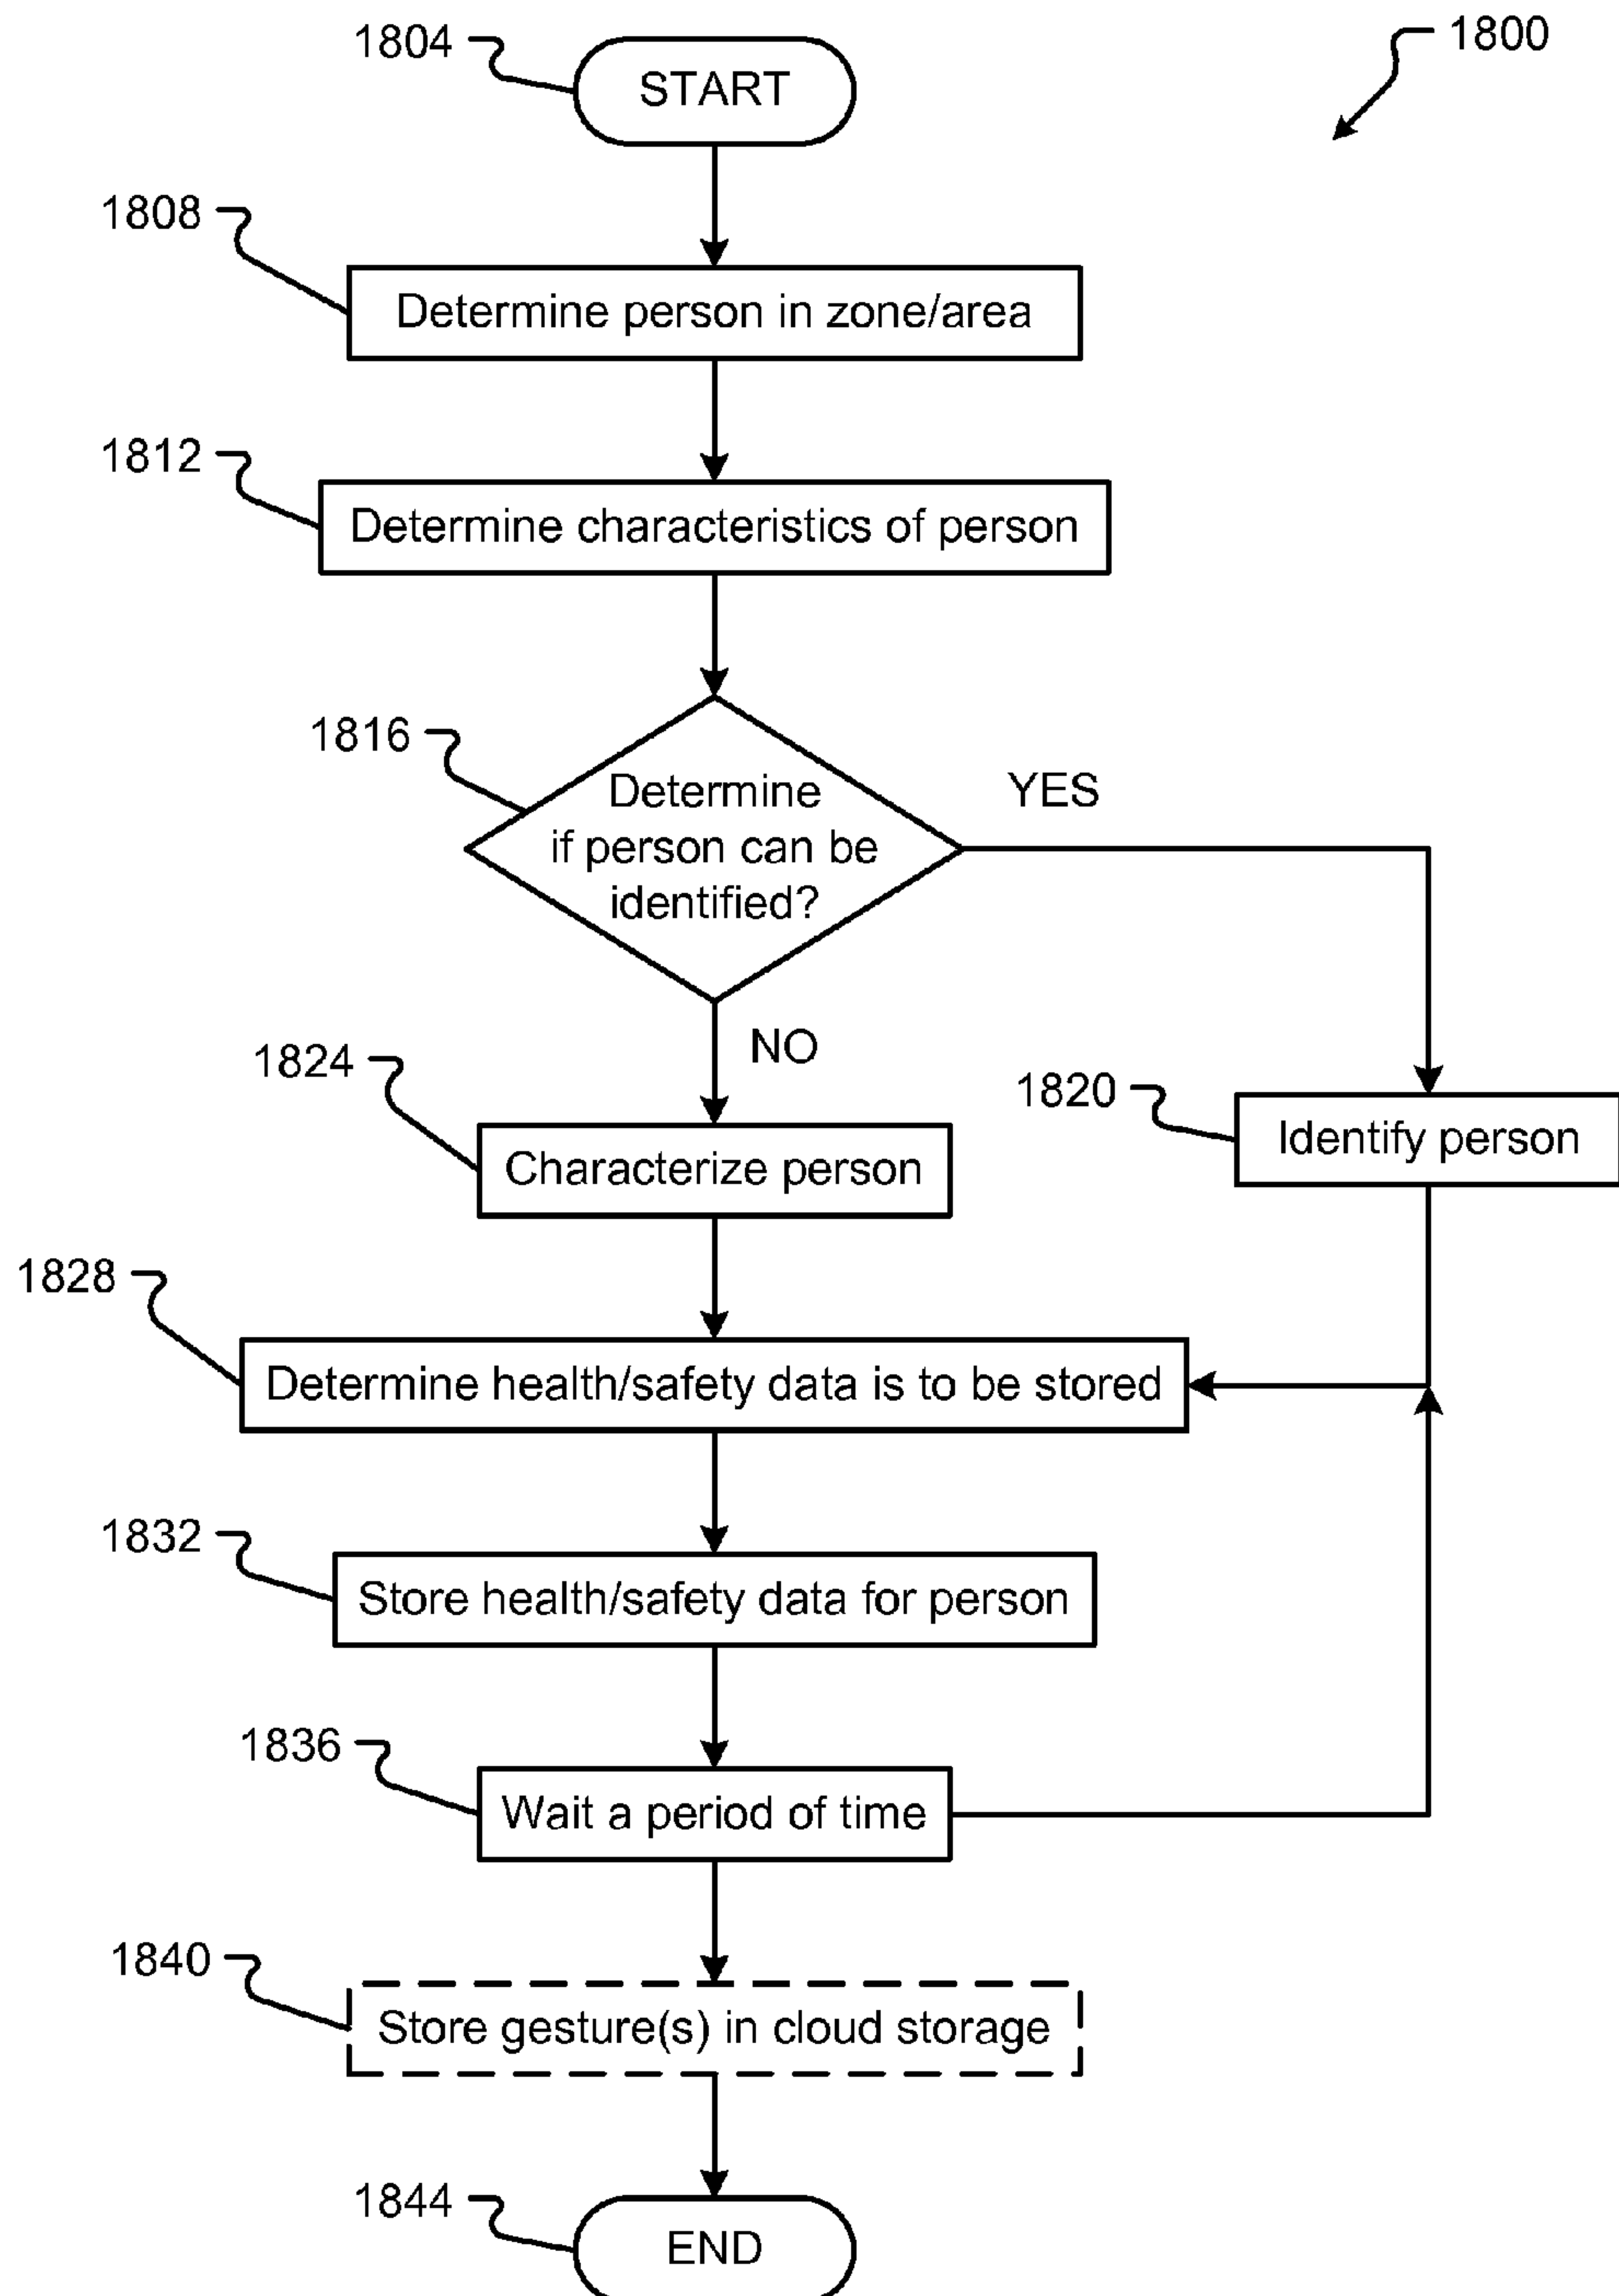 1804
START
1800
1808
Determine person in zone/area
1812
Determine characteristics of person
1816
Determine
if person can be
identified?
YES
NO
1824
Characterize person
1820
Identify person
1828
Determine health/safety data is to be stored
1832
Store health/safety data for person
1836
Wait a period of time
1840
Store gesture(s) in cloud storage
1844
END